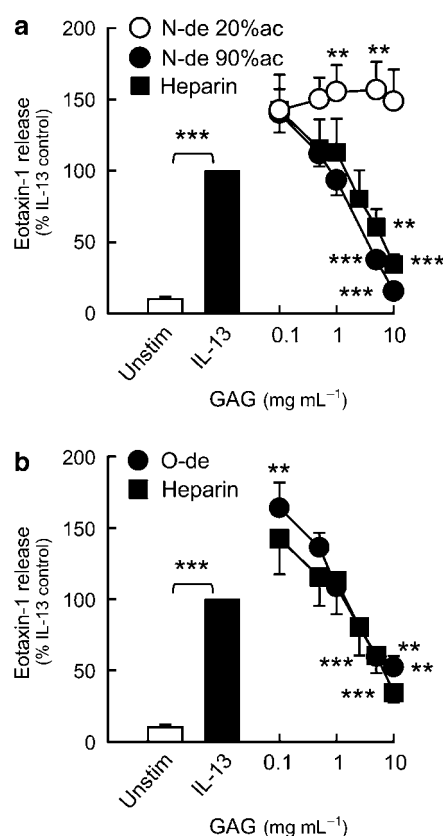 a
N-de 20%ac
N-de 90%ac
Heparin
Eotaxin-1 release
(% IL-13 control)
200
150
100
50
0
***
**
**
**
***
***
***
Unstim
IL-13
0.1
1
10
GAG (mg mL⁻¹)
b
O-de
Heparin
Eotaxin-1 release
(% IL-13 control)
200
150
100
50
0
***
**
**
***
**
***
Unstim
IL-13
0.1
1
10
GAG (mg mL⁻¹)